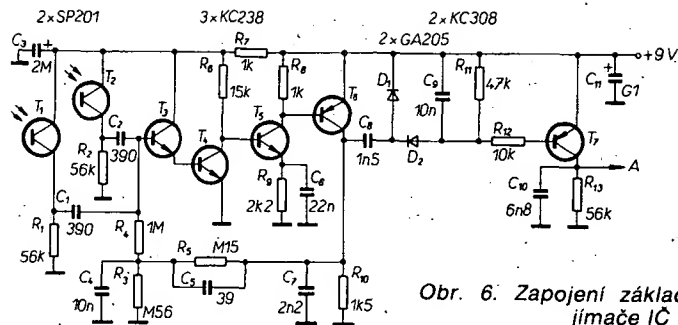 2×SP201 3×KC238 2×KC308
2×GA205
C3 + 2M
T1
T2
R2 56k
C2 390
C1 390
R1 56k
T3
R4 1M
R6 15k
R7 1k
R8 1k
T4
T5
T6
R9 2k2
C6 22n
C8 1n5
D1
D2
C9 10n
R11 47k
R12 10k
T7
+9 V
C11 + G1
A
C10 6n8
R13 56k
C4 10n
R3 M56
R5 M15
C5 39
C7 2n2
R10 1k5
Obr. 6. Zapojení základ
jímače IČ